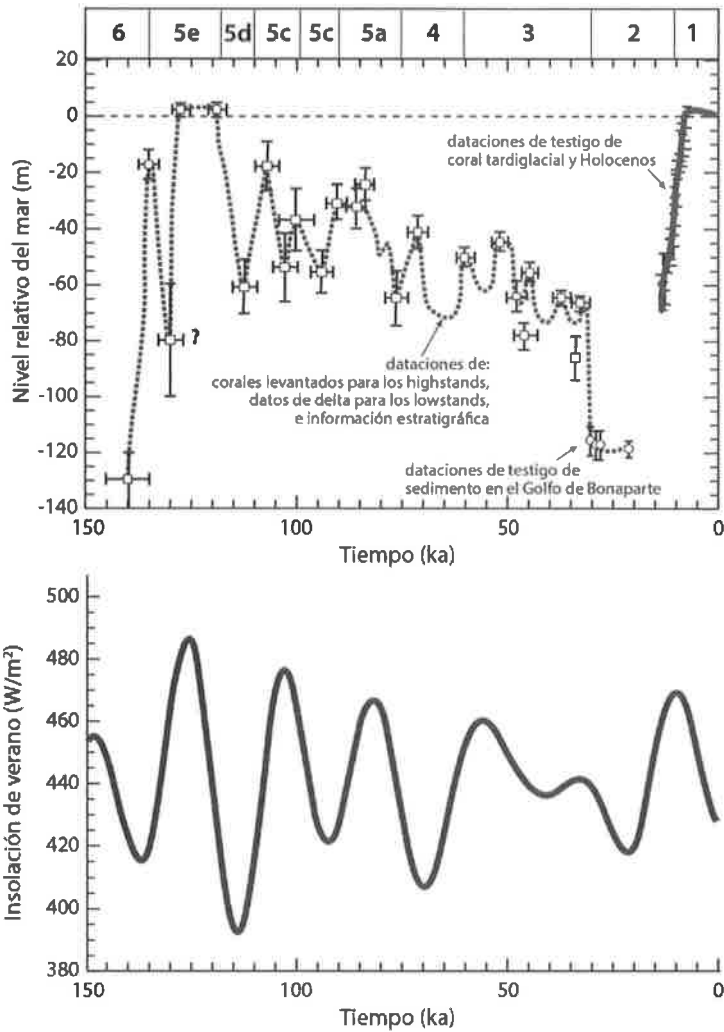 6 5e 5d 5c 5c 5a 4 3 2 1
20
0
-20
-40
-60
-80
-100
-120
-140
Nivel relativo del mar (m)
dataciones de testigo de
coral tardiglacial y Holocenos
?
dataciones de:
corales levantados para los highstands,
datos de delta para los lowstands,
e información estratigráfica
dataciones de testigo de
sedimento en el Golfo de Bonaparte
150 100 50 0
Tiempo (ka)
500
480
460
440
420
400
380
Insolación de verano (W/m²)
150 100 50 0
Tiempo (ka)